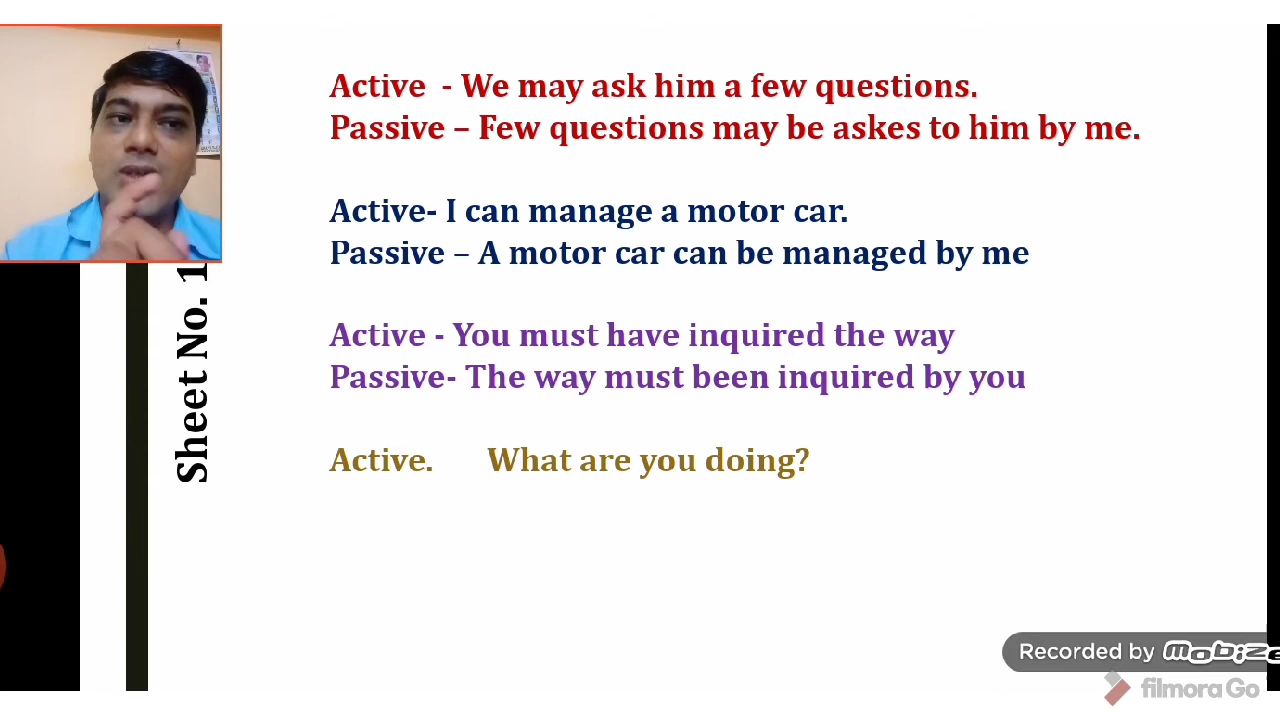 Active - We may ask him a few questions.
Passive – Few questions may be askes to him by me.
Active- I can manage a motor car.
Passive – A motor car can be managed by me
Active - You must have inquired the way
Passive- The way must been inquired by you
Active. What are you doing?
Sheet No. 1
Recorded by
filmora Go